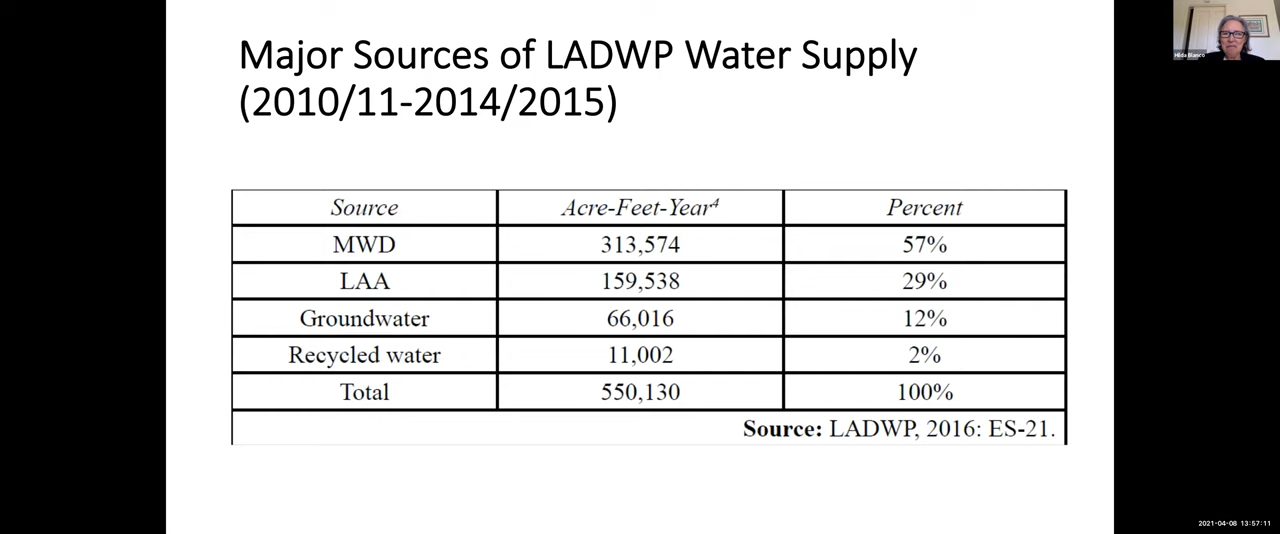 Major Sources of LADWP Water Supply
(2010/11-2014/2015)
Hilda Blanco
Source Acre-Feet-Year⁴ Percent
MWD 313,574 57%
LAA 159,538 29%
Groundwater 66,016 12%
Recycled water 11,002 2%
Total 550,130 100%
Source: LADWP, 2016: ES-21.
2021-04-08 13:57:11